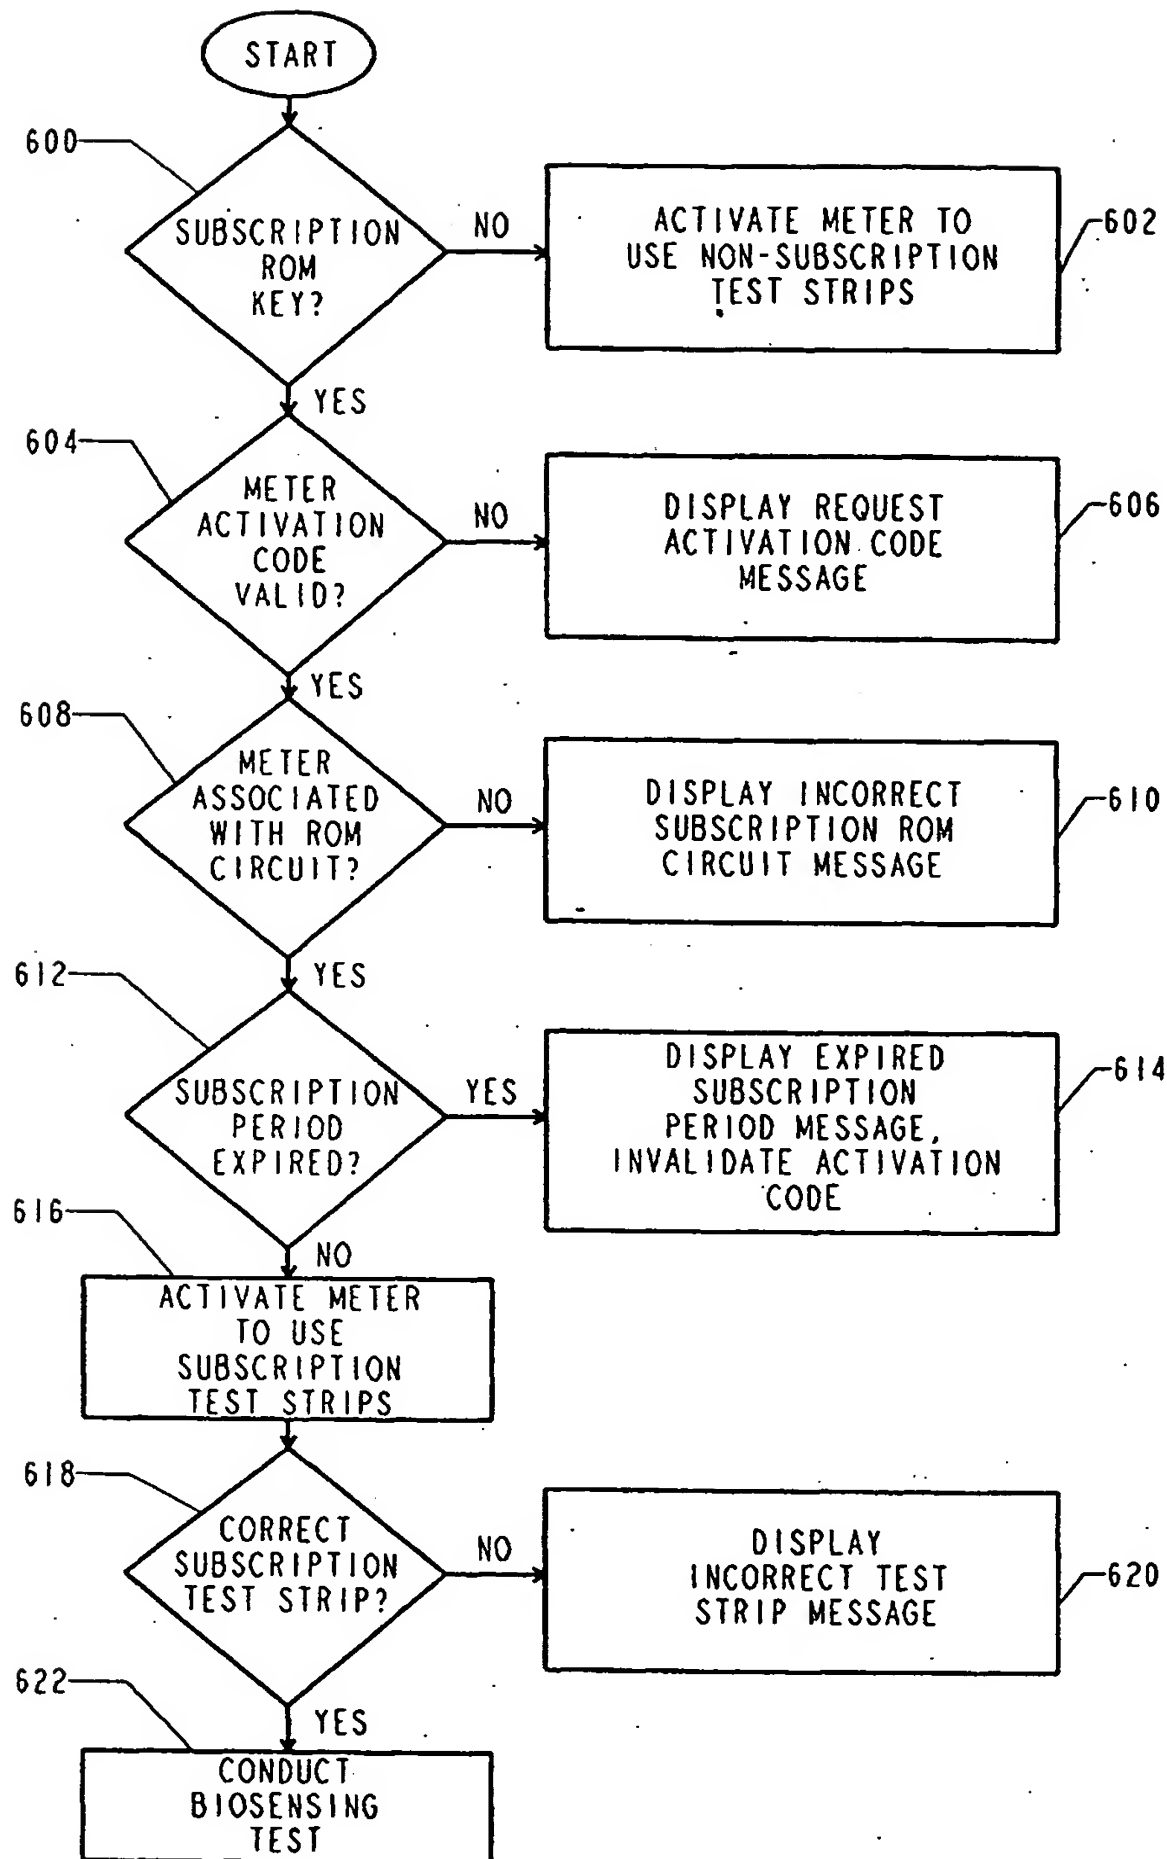 START
600
SUBSCRIPTION
ROM
KEY?
NO
ACTIVATE METER TO
USE NON-SUBSCRIPTION
TEST STRIPS
602
YES
604
METER
ACTIVATION
CODE
VALID?
NO
DISPLAY REQUEST
ACTIVATION CODE
MESSAGE
606
YES
608
METER
ASSOCIATED
WITH ROM
CIRCUIT?
NO
DISPLAY INCORRECT
SUBSCRIPTION ROM
CIRCUIT MESSAGE
610
YES
612
SUBSCRIPTION
PERIOD
EXPIRED?
YES
DISPLAY EXPIRED
SUBSCRIPTION
PERIOD MESSAGE,
INVALIDATE ACTIVATION
CODE
614
NO
616
ACTIVATE METER
TO USE
SUBSCRIPTION
TEST STRIPS
618
CORRECT
SUBSCRIPTION
TEST STRIP?
NO
DISPLAY
INCORRECT TEST
STRIP MESSAGE
620
YES
622
CONDUCT
BIOSENSING
TEST